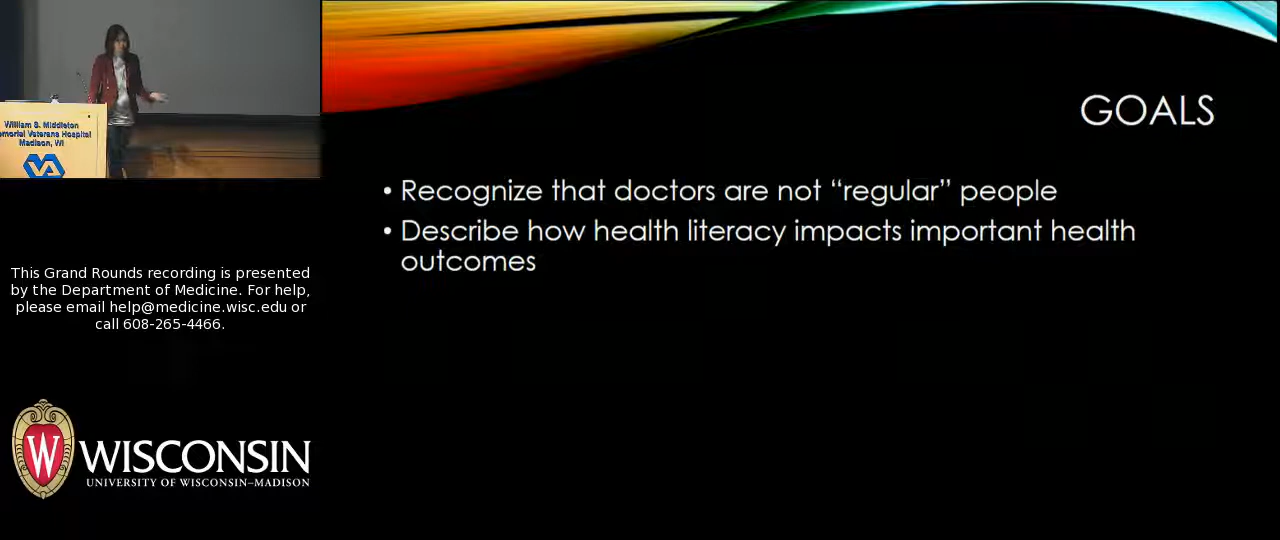 William S. Middleton
emorial Veterans Hospital
Madison, WI
VA
This Grand Rounds recording is presented
by the Department of Medicine. For help,
please email help@medicine.wisc.edu or
call 608-265-4466.
W WISCONSIN
UNIVERSITY OF WISCONSIN–MADISON
GOALS
• Recognize that doctors are not “regular” people
• Describe how health literacy impacts important health
outcomes